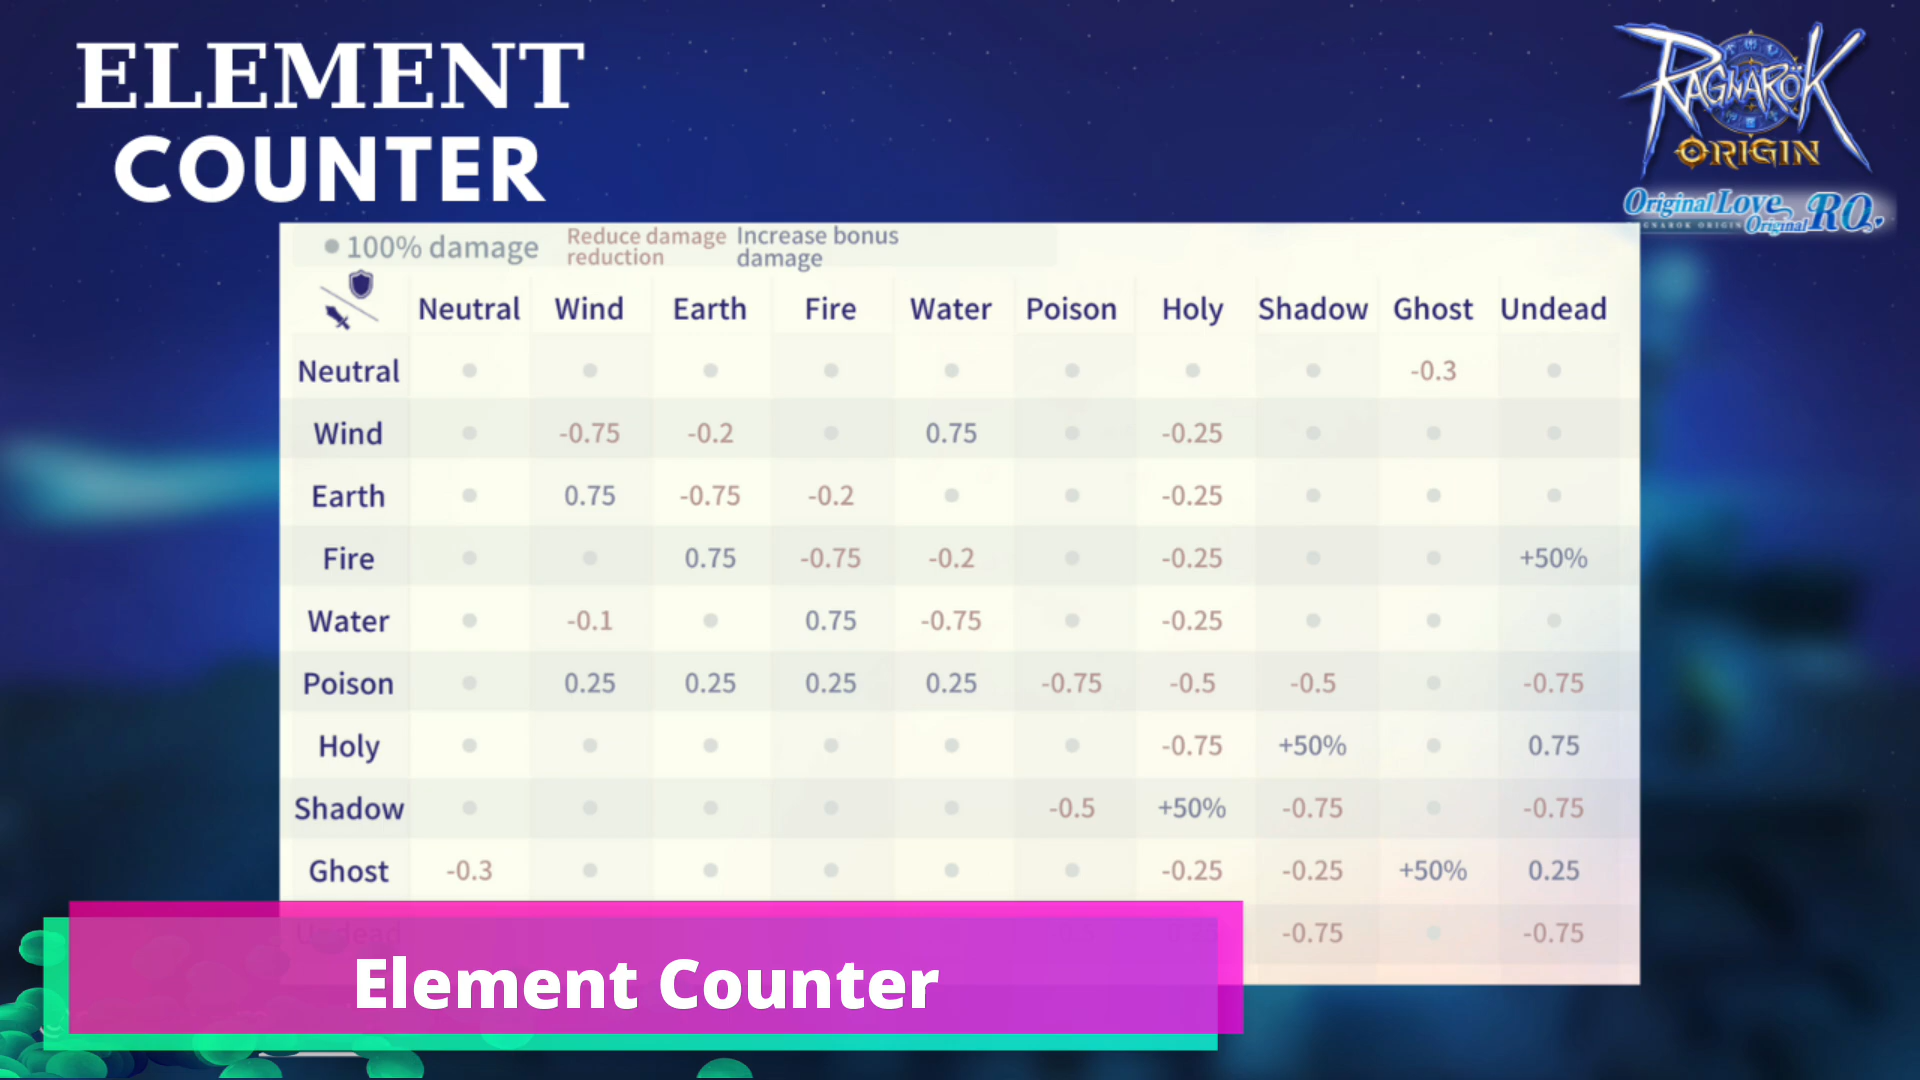 ELEMENT
COUNTER
RAGNARÖK
ORIGIN
Original Love
Original RO.
100% damage Reduce damage reduction Increase bonus damage
Neutral Wind Earth Fire Water Poison Holy Shadow Ghost Undead
Neutral -0.3
Wind -0.75 -0.2 0.75 -0.25
Earth 0.75 -0.75 -0.2 -0.25
Fire 0.75 -0.75 -0.2 -0.25 +50%
Water -0.1 0.75 -0.75 -0.25
Poison 0.25 0.25 0.25 0.25 -0.75 -0.5 -0.5 -0.75
Holy -0.75 +50% 0.75
Shadow -0.5 +50% -0.75 -0.75
Ghost -0.3 -0.25 -0.25 +50% 0.25
Undead -0.75 -0.75
Element Counter